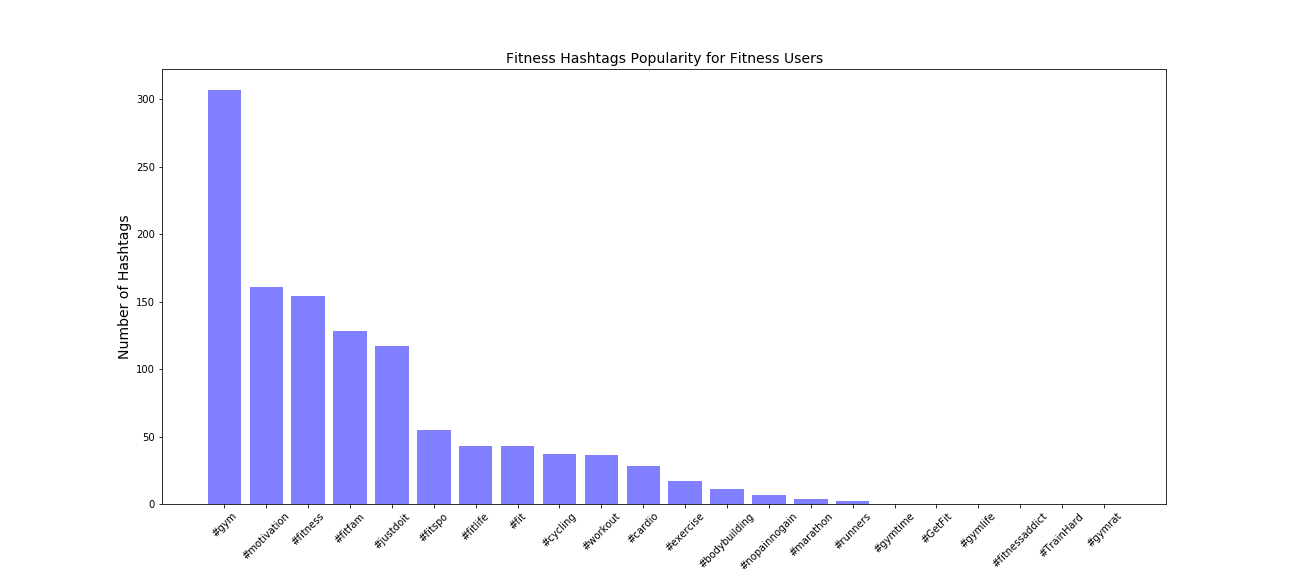 Fitness Hashtags Popularity for Fitness Users
Number of Hashtags
300
250
200
150
100
50
0
#gym
#motivation
#fitness
#fitfam
#justdoit
#fitspo
#fitlife
#fit
#cycling
#workout
#cardio
#exercise
#bodybuilding
#nopainnogain
#marathon
#runners
#gymtime
#GetFit
#gymlife
#fitnessaddict
#TrainHard
#gymrat